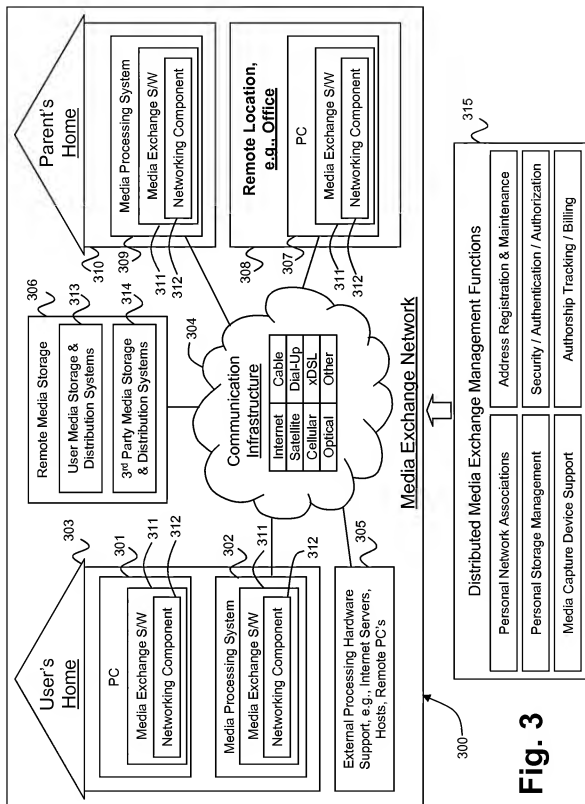 User's
Home
303
PC
301
Media Exchange S/W
311
Networking Component
312
Media Processing System
302
Media Exchange S/W
311
Networking Component
312
External Processing Hardware
Support, e.g., Internet Servers,
Hosts, Remote PC's
305
300
Remote Media Storage
306
User Media Storage &
Distribution Systems
313
3rd Party Media Storage
& Distribution Systems
314
304
Communication
Infrastructure
Internet
Cable
Satellite
Dial-Up
Cellular
xDSL
Optical
Other
Media Exchange Network
Parent's
Home
310
Media Processing System
309
Media Exchange S/W
311
Networking Component
312
Remote Location,
e.g., Office
308
PC
307
Media Exchange S/W
311
Networking Component
312
Distributed Media Exchange Management Functions
315
Personal Network Associations
Address Registration & Maintenance
Personal Storage Management
Security / Authentication / Authorization
Media Capture Device Support
Authorship Tracking / Billing
Fig. 3